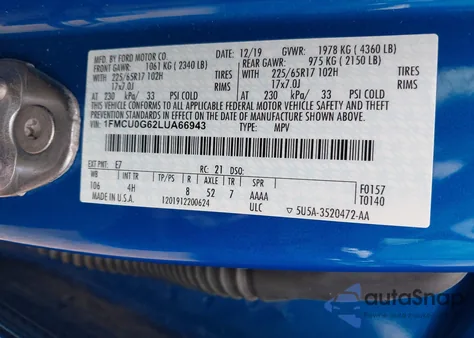 MFD. BY FORD MOTOR CO.
DATE: 12/19 GVWR: 1978 KG ( 4360 LB)
FRONT GAWR: 1061 KG ( 2340 LB) REAR GAWR: 975 KG ( 2150 LB)
WITH 225/65R17 102H TIRES WITH 225/65R17 102H TIRES
17x7.0J RIMS 17x7.0J RIMS
AT 230 kPa/ 33 PSI COLD AT 230 kPa/ 33 PSI COLD
THIS VEHICLE CONFORMS TO ALL APPLICABLE FEDERAL MOTOR VEHICLE SAFETY AND THEFT
PREVENTION STANDARDS IN EFFECT ON THE DATE OF MANUFACTURE SHOWN ABOVE.
VIN: 1FMCU0G62LUA66943 TYPE: MPV
EXT PNT: E7 RC: 21 DSO:
WB INT TR TP/PS R AXLE TR SPR
106 4H 8 52 7 AAAA F0157
MADE IN U.S.A. 1201912200624 ULC 5U5A-3520472-AA T0140
autoSnap